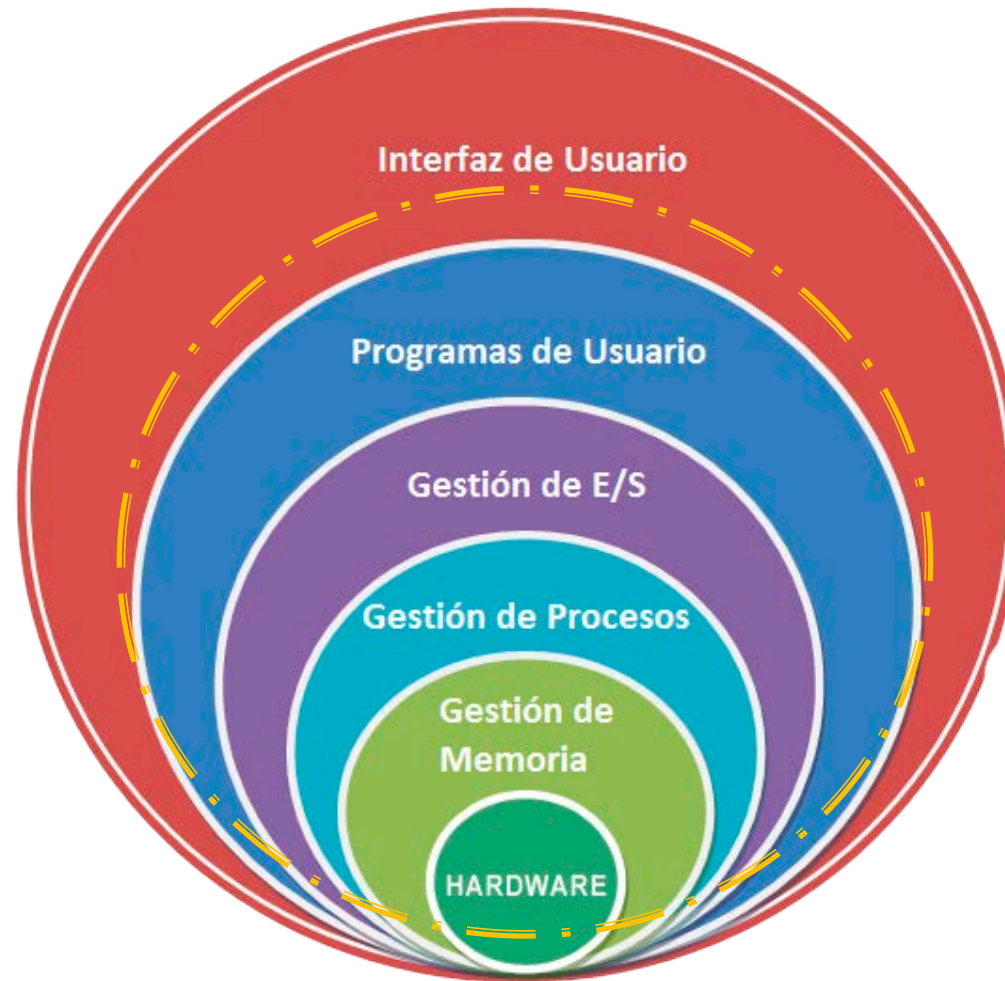 Interfaz de Usuario
Programas de Usuario
Gestión de E/S
Gestión de Procesos
Gestión de
Memoria
HARDWARE